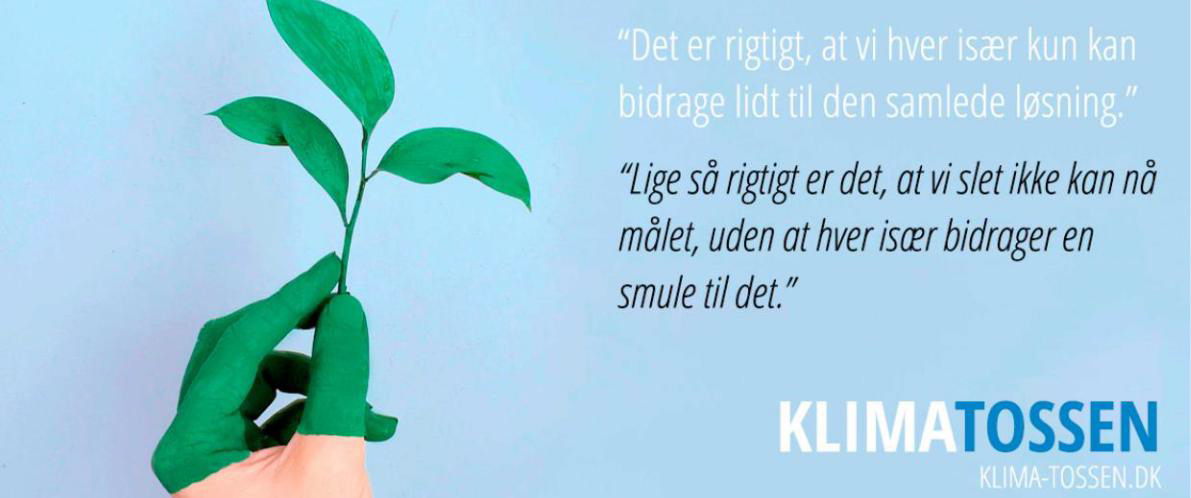 “Det er rigtigt, at vi hver især kun kan
bidrage lidt til den samlede løsning.”
“Lige så rigtigt er det, at vi slet ikke kan nå
målet, uden at hver især bidrager en
smule til det.”
KLIMATOSSEN
KLIMA-TOSSEN.DK